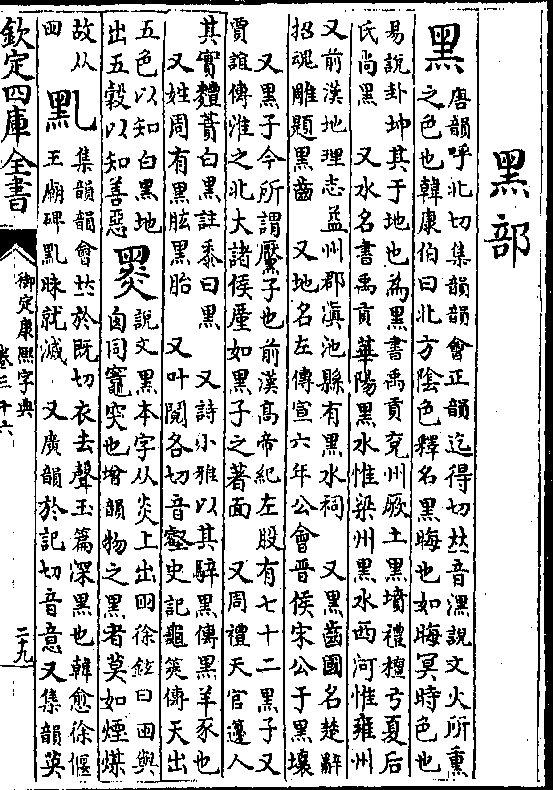 黑部
黑
唐韻呼北切集韻韻會正韻迄得切𠀤音潶說文火所熏
之色也韓康伯曰北方陰色釋名黑晦也如晦冥時色也
易說卦坤其于地也為黑書禹貢兗州厥土黑墳禮檀弓夏后
氏尚黑　又水名書禹貢華陽黑水惟梁州黑水西河惟雍州
又前漢地理志益州郡滇池縣有黑水祠　又黑齒國名楚辭
招魂雕題黑齒　又地名左傳宣六年公會晉侯宋公于黑壤
又黑子今所謂黶子也前漢高帝紀左股有七十二黑子又
賈誼傳淮之北大諸侯廑如黑子之著面　又周禮天官籩人
其實麷蕡白黑註黍曰黑　又詩小雅以其騂黑傳黑羊豕也
又姓周有黑肱黑胎　又叶閱各切音壑史記龜筴傳天出
五色以知白黑地
出五穀以知善惡
𪐗
說文黑本字从炎上出囪徐鉉曰囪與
囱同竈突也增韻物之黑者莫如煙煤
故从
囬
集韻韻會𠀤於既切衣去聲玉篇深黑也韓愈徐偃
王廟碑昧就滅　又廣韻於記切音意又集韻英
欽定四庫全書
御定康熙字典
卷三十六
二九